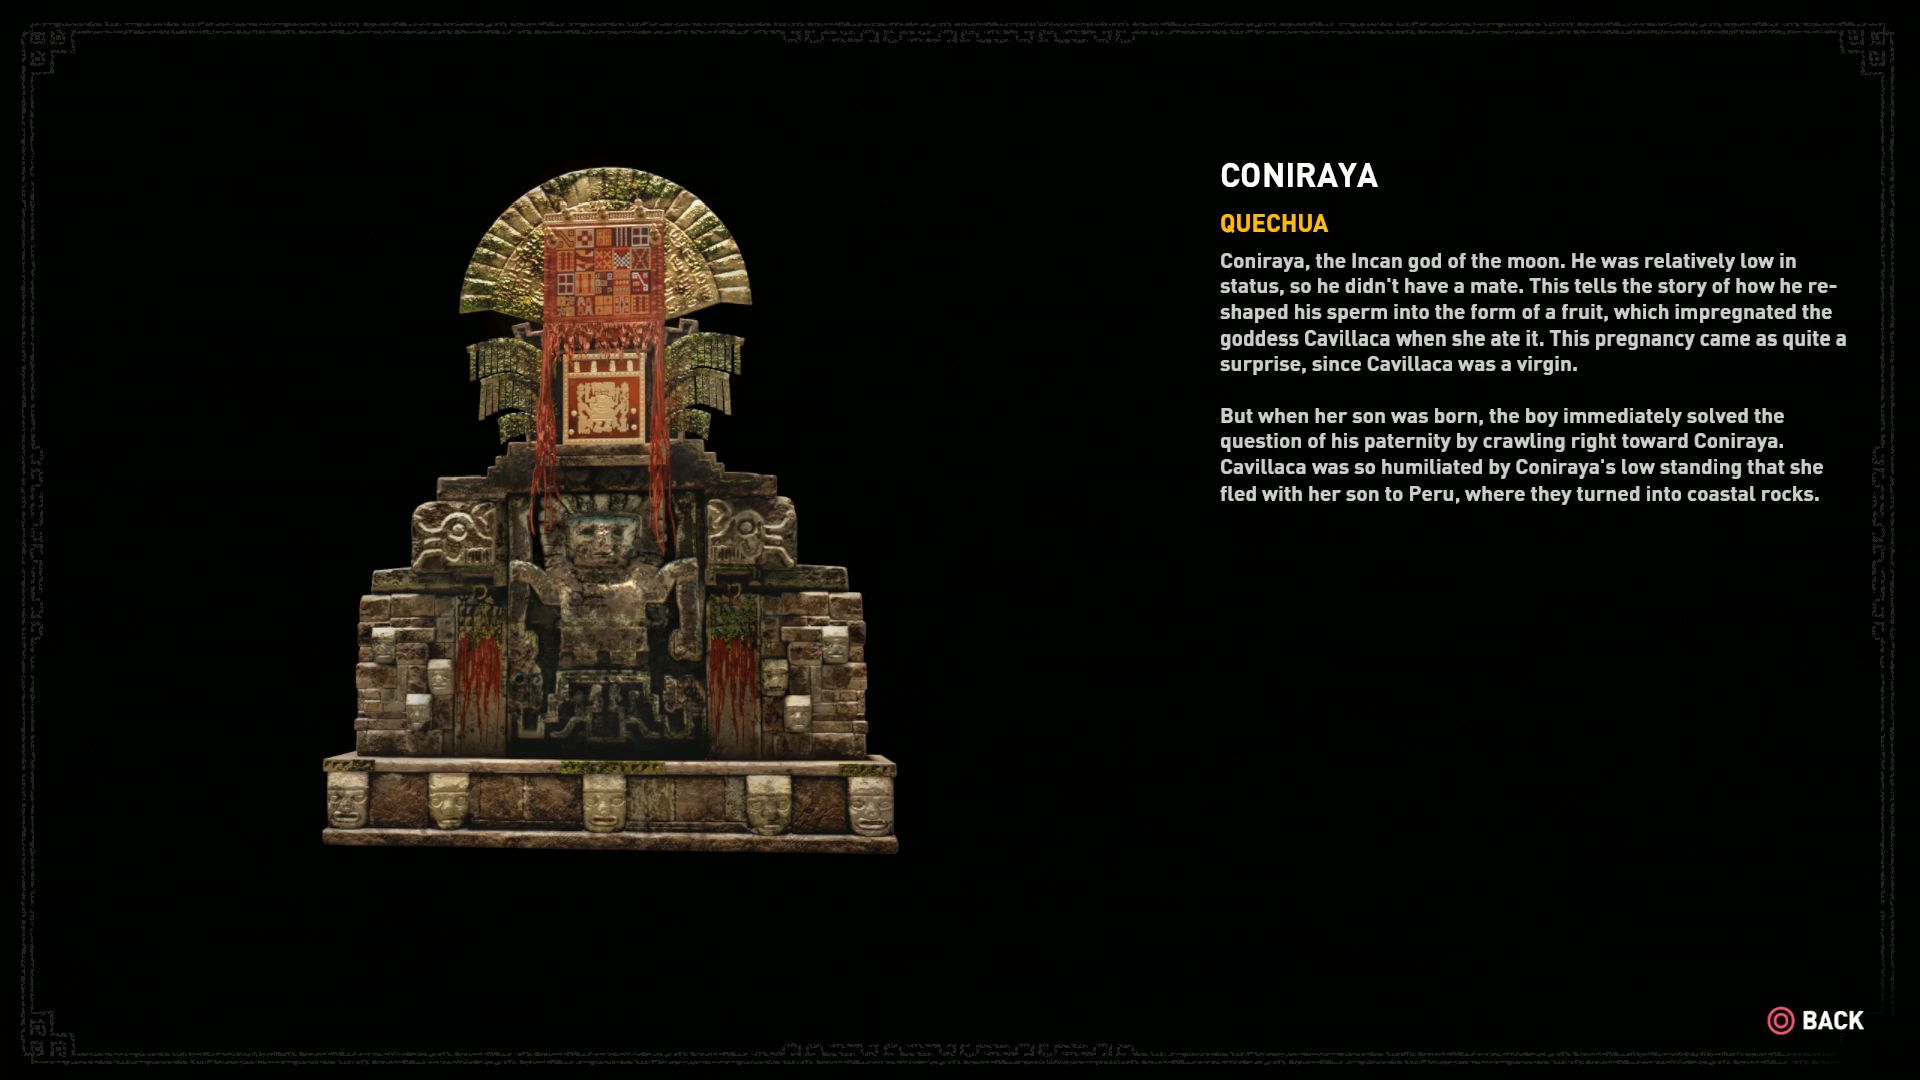 CONIRAYA
QUECHUA
Coniraya, the Incan god of the moon. He was relatively low in
status, so he didn't have a mate. This tells the story of how he re-
shaped his sperm into the form of a fruit, which impregnated the
goddess Cavillaca when she ate it. This pregnancy came as quite a
surprise, since Cavillaca was a virgin.
But when her son was born, the boy immediately solved the
question of his paternity by crawling right toward Coniraya.
Cavillaca was so humiliated by Coniraya's low standing that she
fled with her son to Peru, where they turned into coastal rocks.
BACK